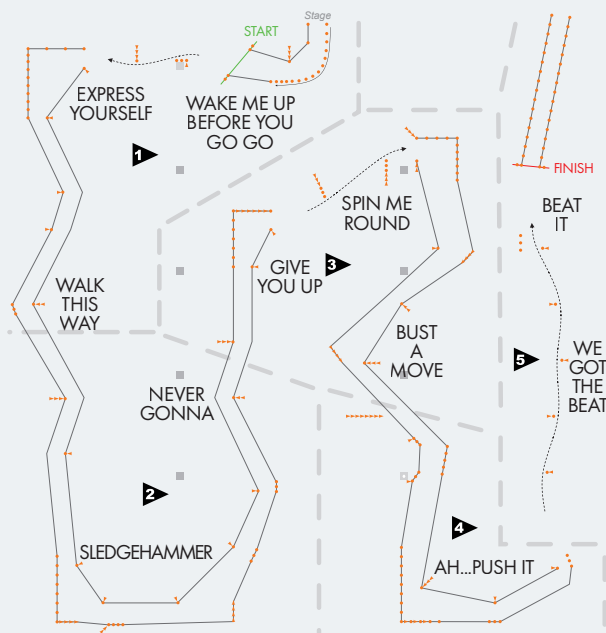 Stage
START
EXPRESS
YOURSELF
WAKE ME UP
BEFORE YOU
GO GO
1
FINISH
SPIN ME
ROUND
BEAT
IT
3
GIVE
YOU UP
WALK
THIS
WAY
BUST
A
MOVE
5
WE
GOT
THE
BEAT
NEVER
GONNA
2
4
SLEDGEHAMMER
AH...PUSH IT